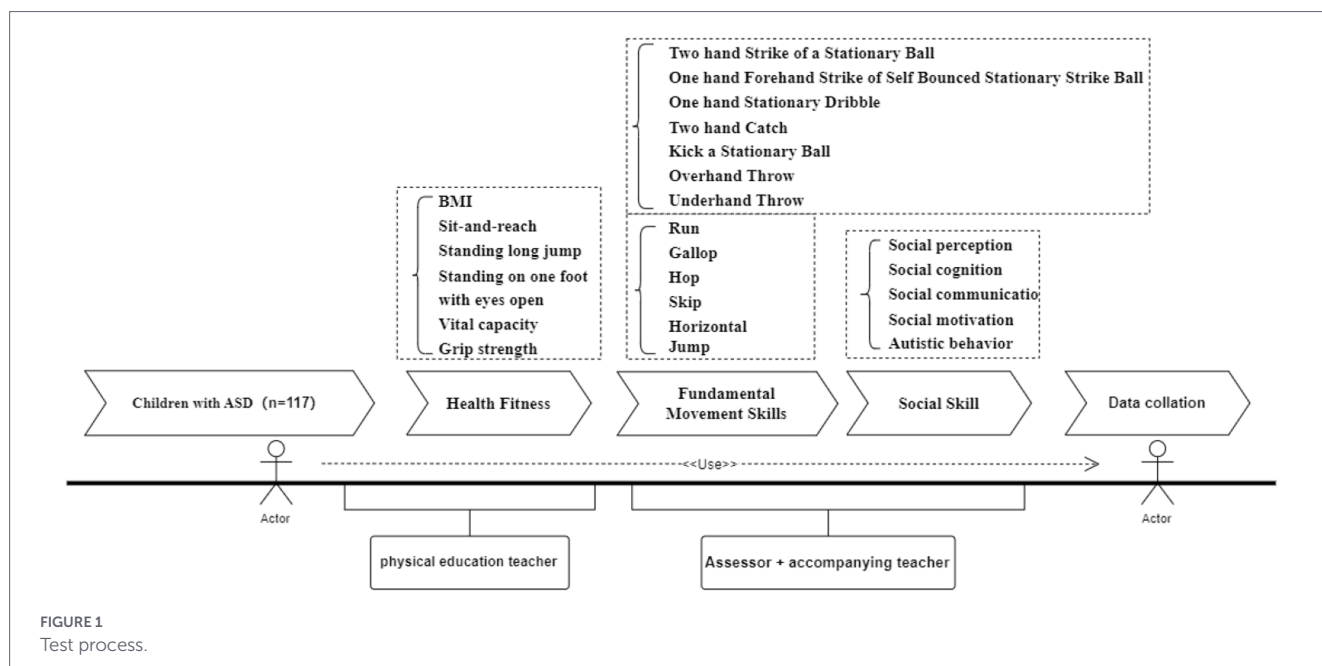 Two hand Strike of a Stationary Ball
One hand Forehand Strike of Self Bounced Stationary Strike Ball
One hand Stationary Dribble
Two hand Catch
Kick a Stationary Ball
Overhand Throw
Underhand Throw
BMI
Sit-and-reach
Standing long jump
Standing on one foot
with eyes open
Vital capacity
Grip strength
Run
Gallop
Hop
Skip
Horizontal
Jump
Social perception
Social cognition
Social communicatio
Social motivation
Autistic behavior
Children with ASD (n=117)
Health Fitness
Fundamental
Movement Skills
Social Skill
Data collation
<<Use>>
Actor
Actor
physical education teacher
Assessor + accompanying teacher
FIGURE 1
Test process.